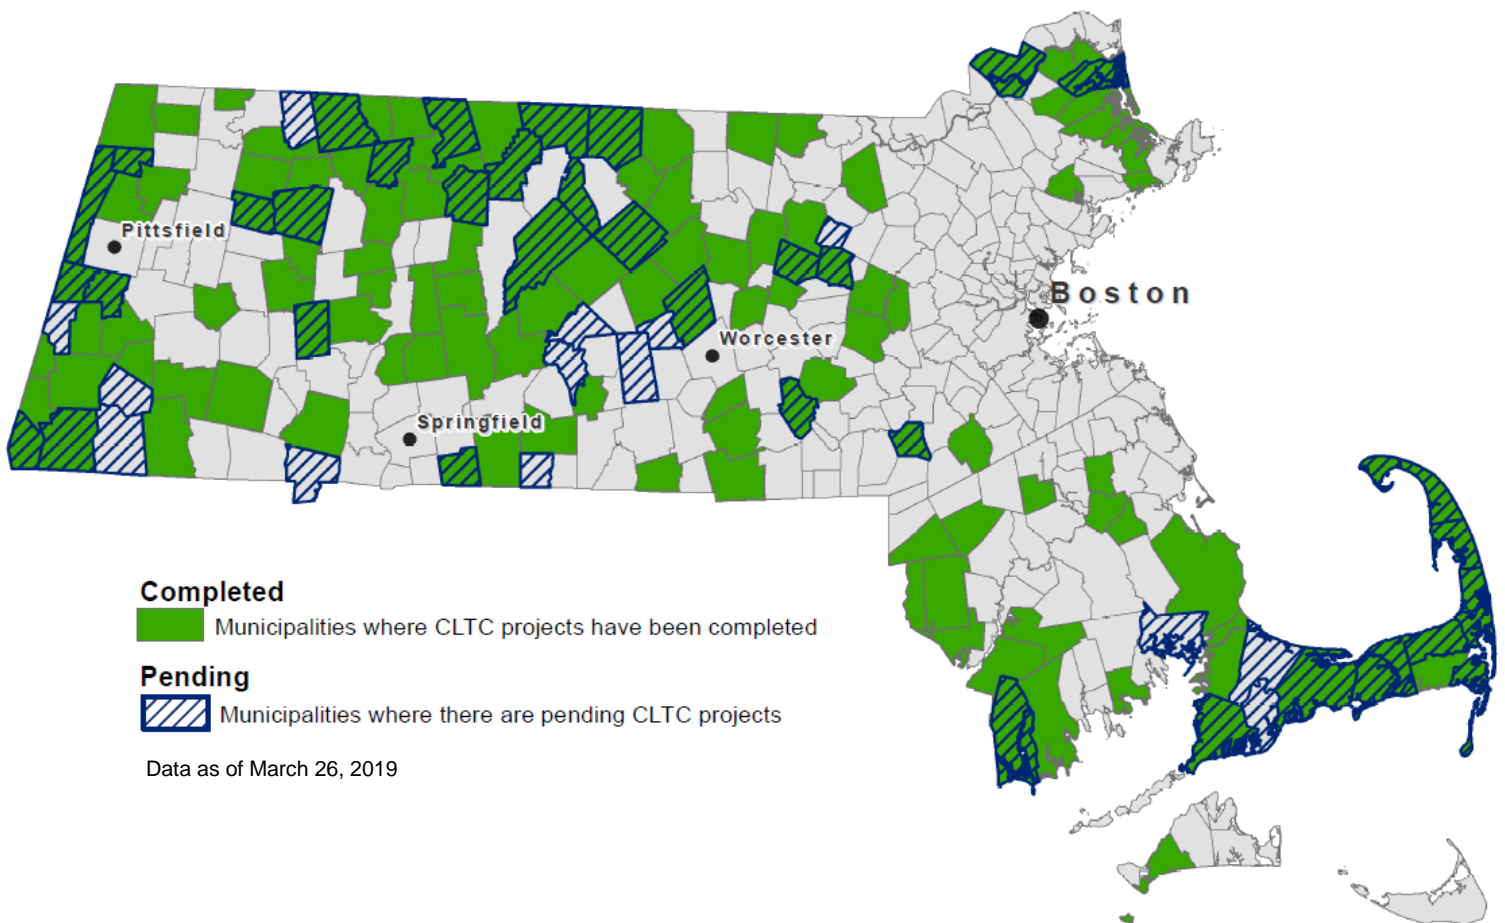 Pittsfield
Boston
Worcester
Springfield
Completed
Municipalities where CLTC projects have been completed
Pending
Municipalities where there are pending CLTC projects
Data as of March 26, 2019